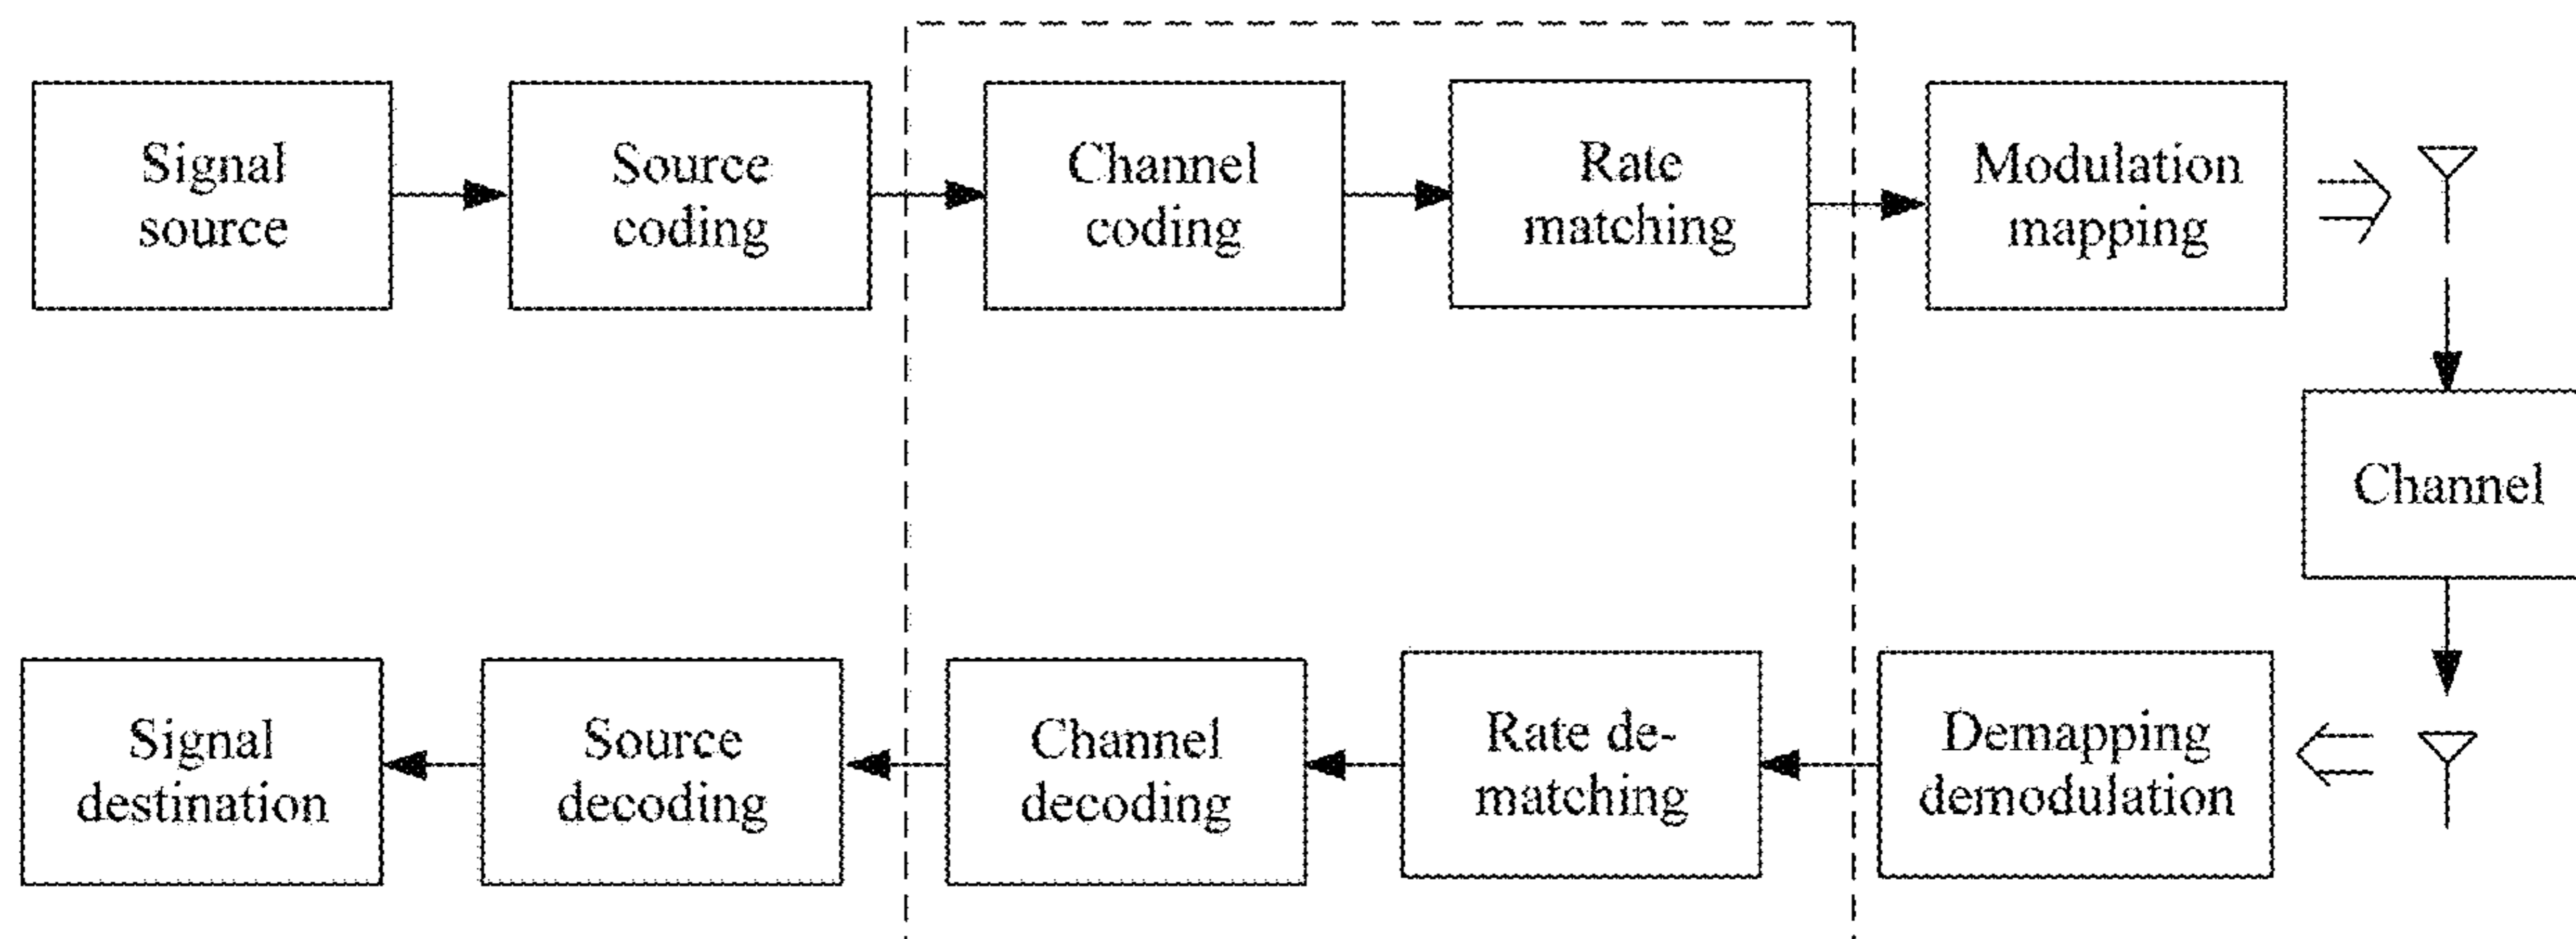 Signal
source
Source
coding
Channel
coding
Rate
matching
Modulation
mapping
Channel
Signal
destination
Source
decoding
Channel
decoding
Rate de-
matching
Demapping
demodulation